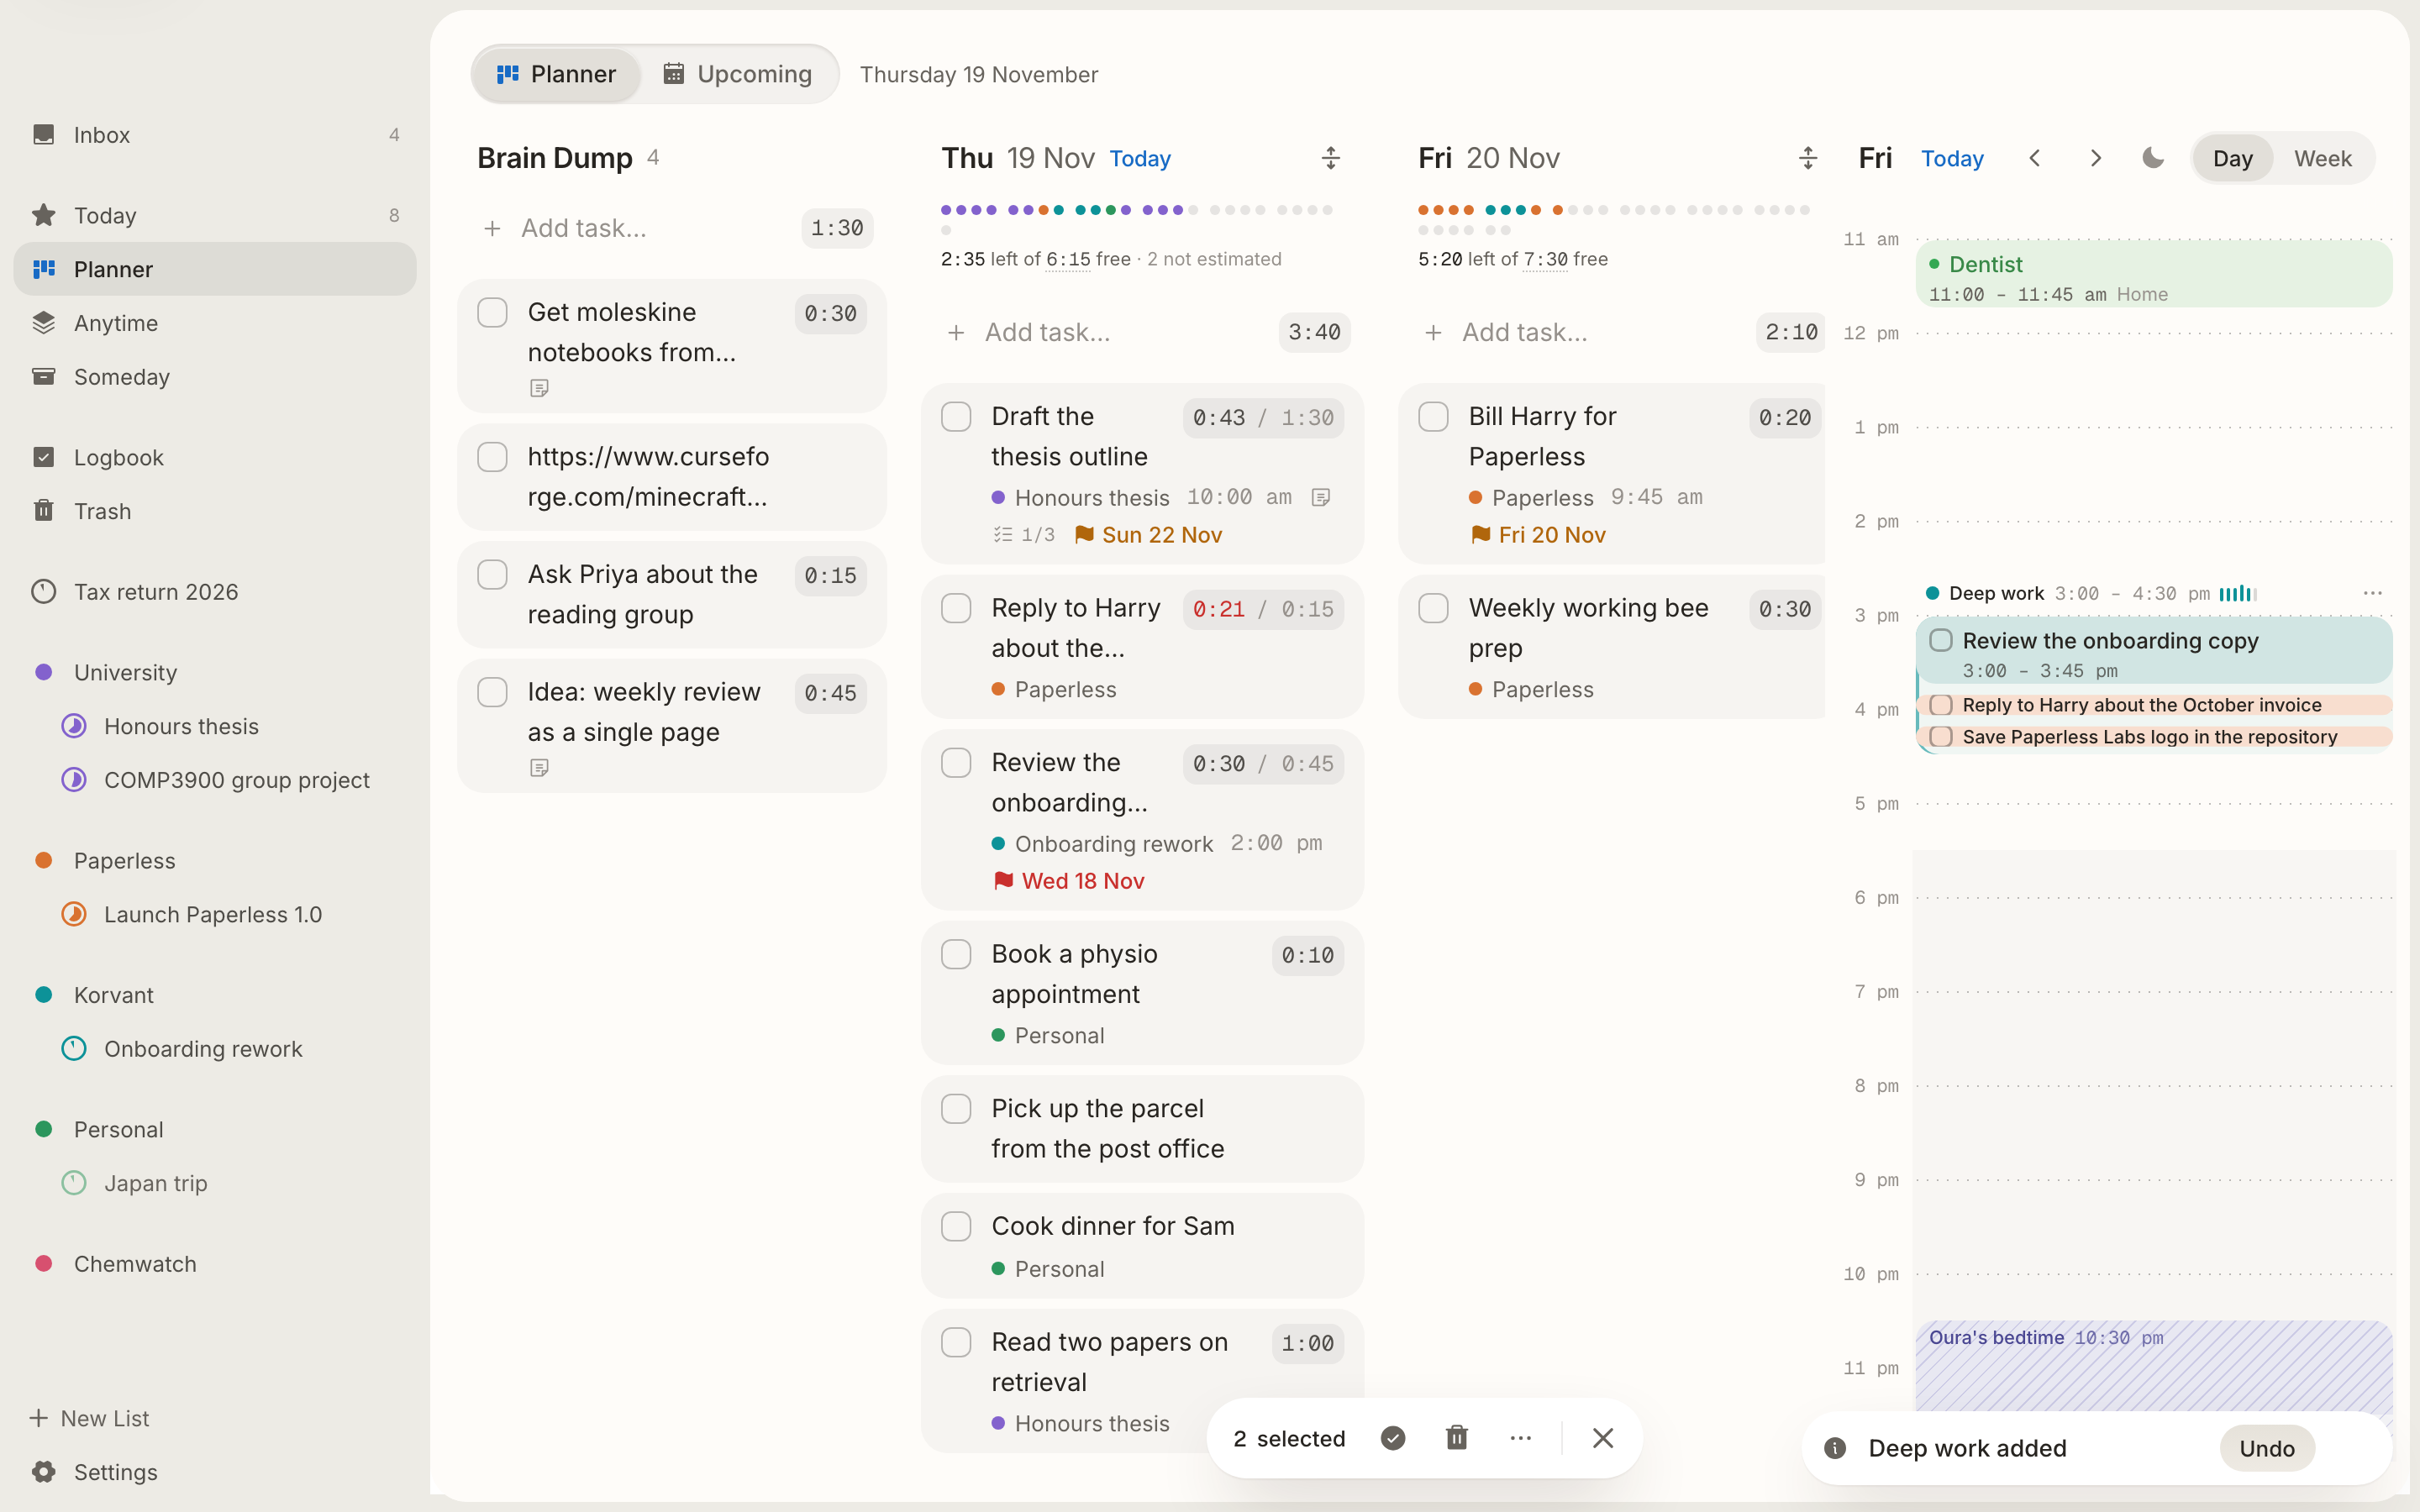 Inbox 4
Today 8
Planner
Anytime
Someday
Logbook
Trash
Tax return 2026
University
Honours thesis
COMP3900 group project
Paperless
Launch Paperless 1.0
Korvant
Onboarding rework
Personal
Japan trip
Chemwatch
New List
Settings
Planner
Upcoming
Thursday 19 November
Brain Dump 4
Add task... 1:30
Get moleskine 0:30
notebooks from...
https://www.cursefo
rge.com/minecraft...
Ask Priya about the 0:15
reading group
Idea: weekly review 0:45
as a single page
Thu 19 Nov Today
2:35 left of 6:15 free · 2 not estimated
Add task... 3:40
Draft the 0:43 / 1:30
thesis outline
Honours thesis 10:00 am
1/3 Sun 22 Nov
Reply to Harry 0:21 / 0:15
about the...
Paperless
Review the 0:30 / 0:45
onboarding...
Onboarding rework 2:00 pm
Wed 18 Nov
Book a physio 0:10
appointment
Personal
Pick up the parcel
from the post office
Cook dinner for Sam
Personal
Read two papers on 1:00
retrieval
Honours thesis
Fri 20 Nov
5:20 left of 7:30 free
Add task... 2:10
Bill Harry for 0:20
Paperless
Paperless 9:45 am
Fri 20 Nov
Weekly working bee 0:30
prep
Paperless
Fri Today Day Week
11 am
Dentist
11:00 – 11:45 am Home
12 pm
1 pm
2 pm
Deep work 3:00 – 4:30 pm
3 pm
Review the onboarding copy
3:00 – 3:45 pm
Reply to Harry about the October invoice
4 pm
Save Paperless Labs logo in the repository
5 pm
6 pm
7 pm
8 pm
9 pm
10 pm
Oura's bedtime 10:30 pm
11 pm
2 selected
Deep work added Undo